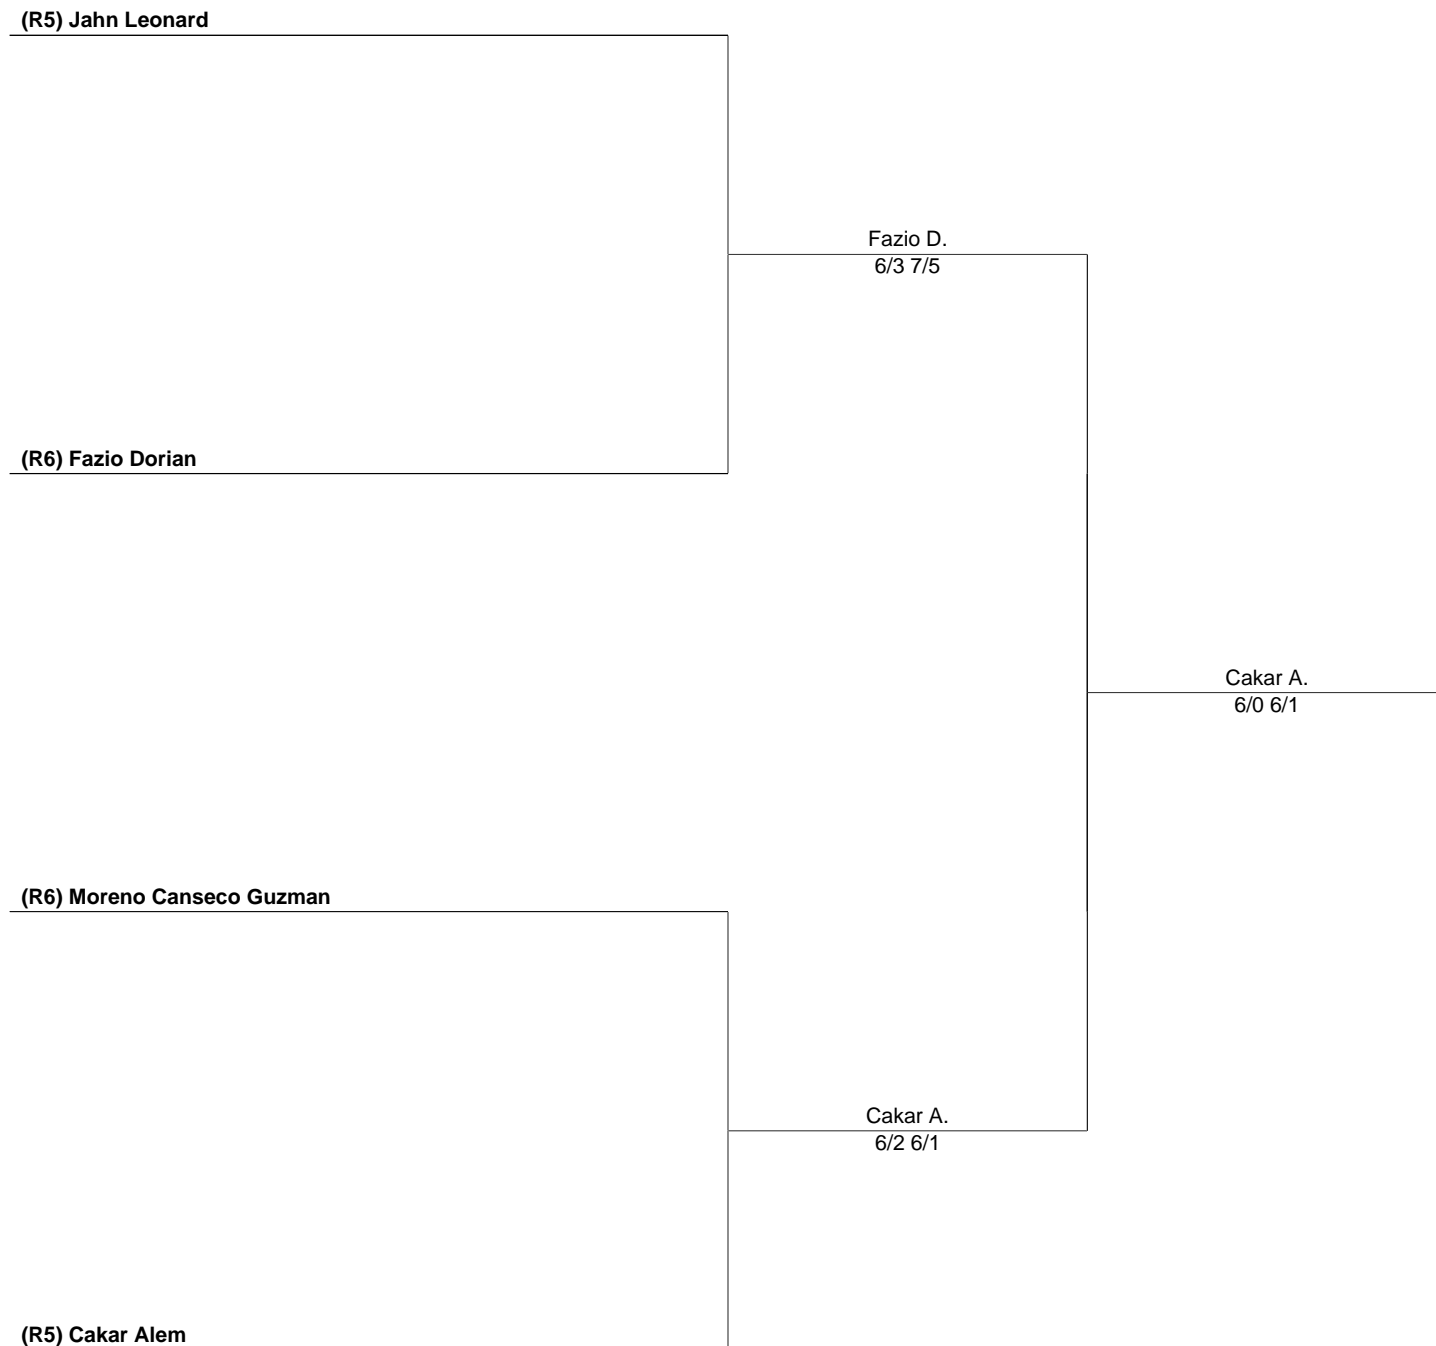 (R5) Jahn Leonard
Fazio D.
6/3 7/5
(R6) Fazio Dorian
Cakar A.
6/0 6/1
(R6) Moreno Canseco Guzman
Cakar A.
6/2 6/1
(R5) Cakar Alem